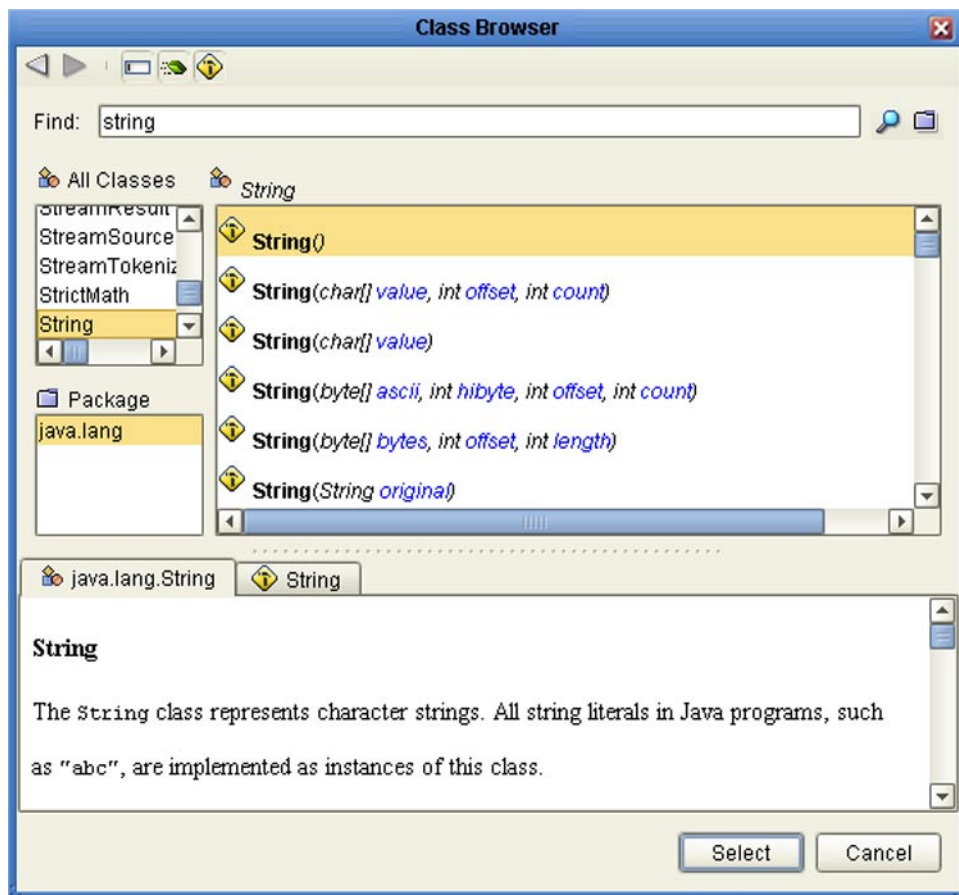 Class Browser
Find: string
All Classes
StreamResult
StreamSource
StreamTokeniz
StrictMath
String
Package
java.lang
String
String()
String(char[] value, int offset, int count)
String(char[] value)
String(byte[] ascii, int hibyte, int offset, int count)
String(byte[] bytes, int offset, int length)
String(String original)
java.lang.String
String
String
The String class represents character strings. All string literals in Java programs, such
as "abc", are implemented as instances of this class.
Select
Cancel